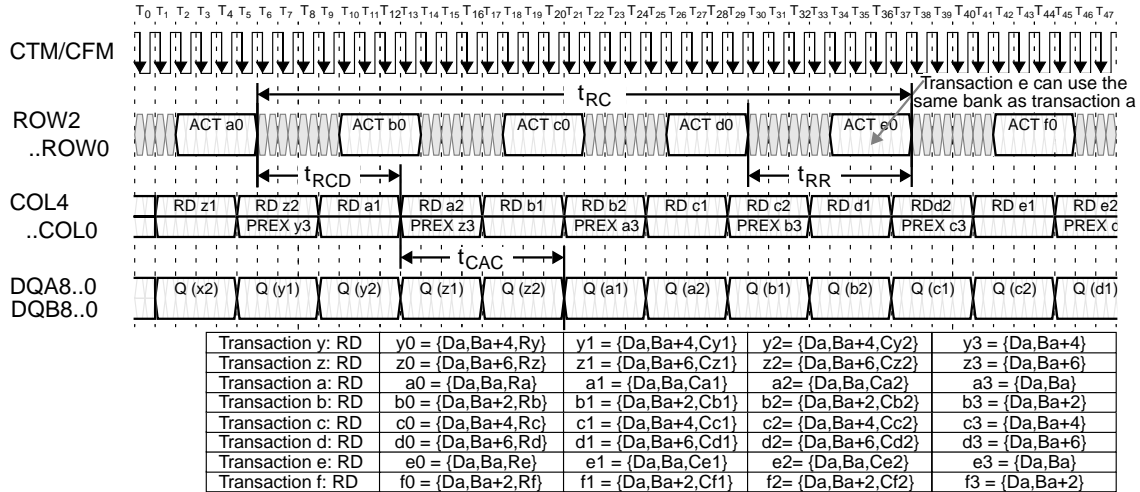 T0 T1 T2 T3 T4 T5 T6 T7 T8 T9 T10 T11 T12 T13 T14 T15 T16 T17 T18 T19 T20 T21 T22 T23 T24 T25 T26 T27 T28 T29 T30 T31 T32 T33 T34 T35 T36 T37 T38 T39 T40 T41 T42 T43 T44 T45 T46 T47
CTM/CFM
Transaction e can use the
same bank as transaction a
tRC
ROW2
..ROW0
ACT a0 ACT b0 ACT c0 ACT d0 ACT e0 ACT f0
tRCD tRR
COL4
..COL0
RD z1 RD z2 RD a1 RD a2 RD b1 RD b2 RD c1 RD c2 RD d1 RDd2 RD e1 RD e2
PREX y3 PREX z3 PREX a3 PREX b3 PREX c3 PREX
tCAC
DQA8..0
DQB8..0
Q (x2) Q (y1) Q (y2) Q (z1) Q (z2) Q (a1) Q (a2) Q (b1) Q (b2) Q (c1) Q (c2) Q (d1)
Transaction y: RD y0 = {Da,Ba+4,Ry} y1 = {Da,Ba+4,Cy1} y2= {Da,Ba+4,Cy2} y3 = {Da,Ba+4}
Transaction z: RD z0 = {Da,Ba+6,Rz} z1 = {Da,Ba+6,Cz1} z2= {Da,Ba+6,Cz2} z3 = {Da,Ba+6}
Transaction a: RD a0 = {Da,Ba,Ra} a1 = {Da,Ba,Ca1} a2= {Da,Ba,Ca2} a3 = {Da,Ba}
Transaction b: RD b0 = {Da,Ba+2,Rb} b1 = {Da,Ba+2,Cb1} b2= {Da,Ba+2,Cb2} b3 = {Da,Ba+2}
Transaction c: RD c0 = {Da,Ba+4,Rc} c1 = {Da,Ba+4,Cc1} c2= {Da,Ba+4,Cc2} c3 = {Da,Ba+4}
Transaction d: RD d0 = {Da,Ba+6,Rd} d1 = {Da,Ba+6,Cd1} d2= {Da,Ba+6,Cd2} d3 = {Da,Ba+6}
Transaction e: RD e0 = {Da,Ba,Re} e1 = {Da,Ba,Ce1} e2= {Da,Ba,Ce2} e3 = {Da,Ba}
Transaction f: RD f0 = {Da,Ba+2,Rf} f1 = {Da,Ba+2,Cf1} f2= {Da,Ba+2,Cf2} f3 = {Da,Ba+2}